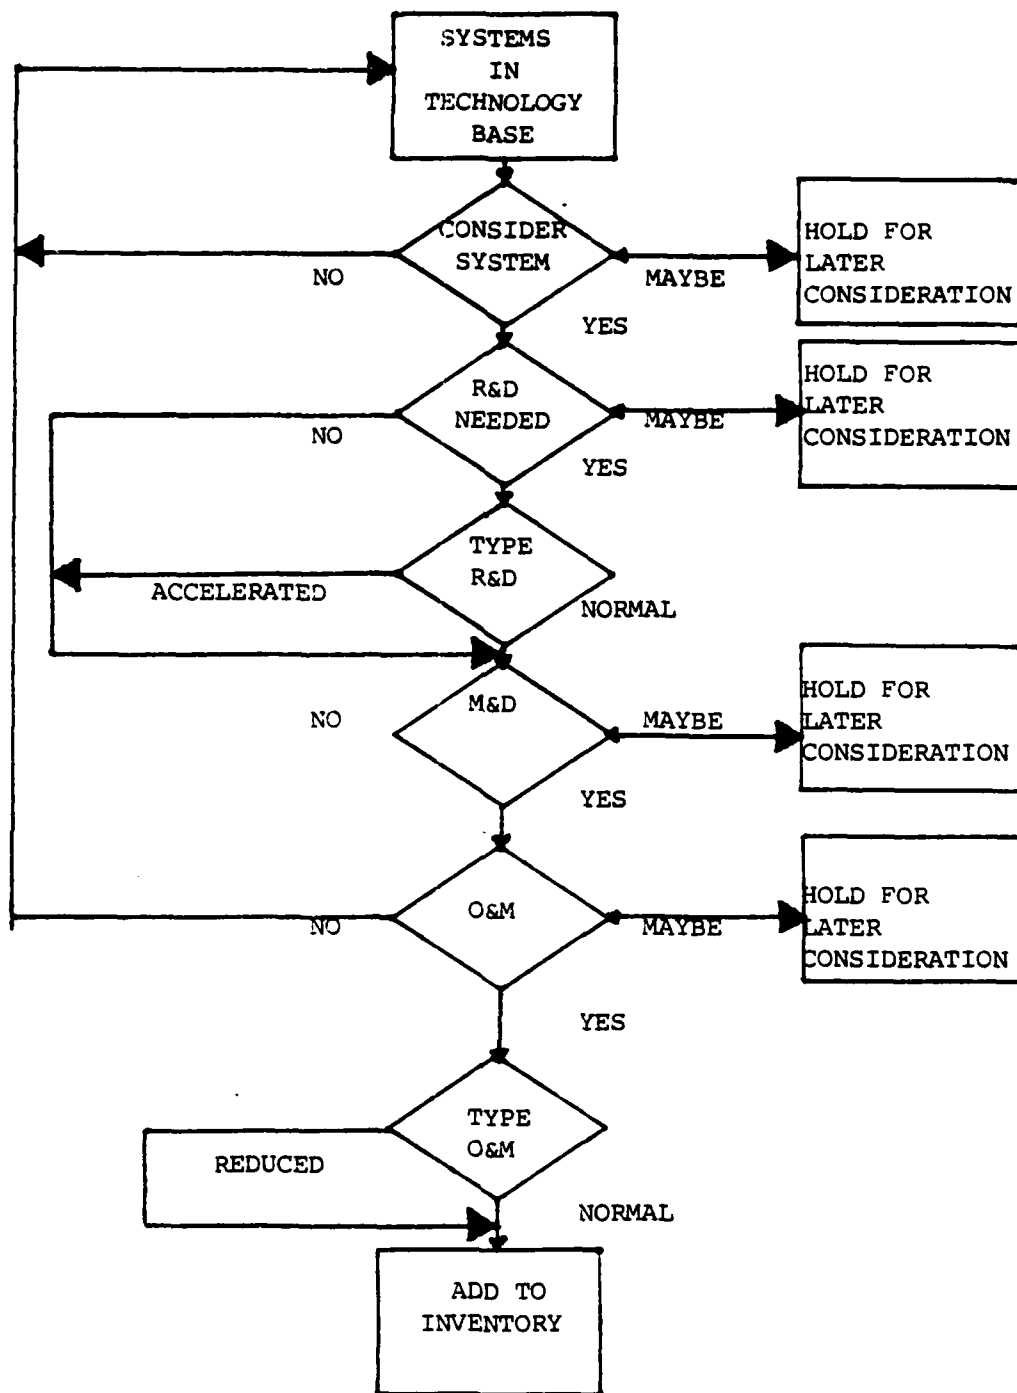 SYSTEMS
IN
TECHNOLOGY
BASE
CONSIDER
SYSTEM
NO
MAYBE
HOLD FOR
LATER
CONSIDERATION
YES
R&D
NEEDED
NO
MAYBE
HOLD FOR
LATER
CONSIDERATION
YES
TYPE
R&D
ACCELERATED
NORMAL
M&D
NO
MAYBE
HOLD FOR
LATER
CONSIDERATION
YES
O&M
NO
MAYBE
HOLD FOR
LATER
CONSIDERATION
YES
TYPE
O&M
REDUCED
NORMAL
ADD TO
INVENTORY